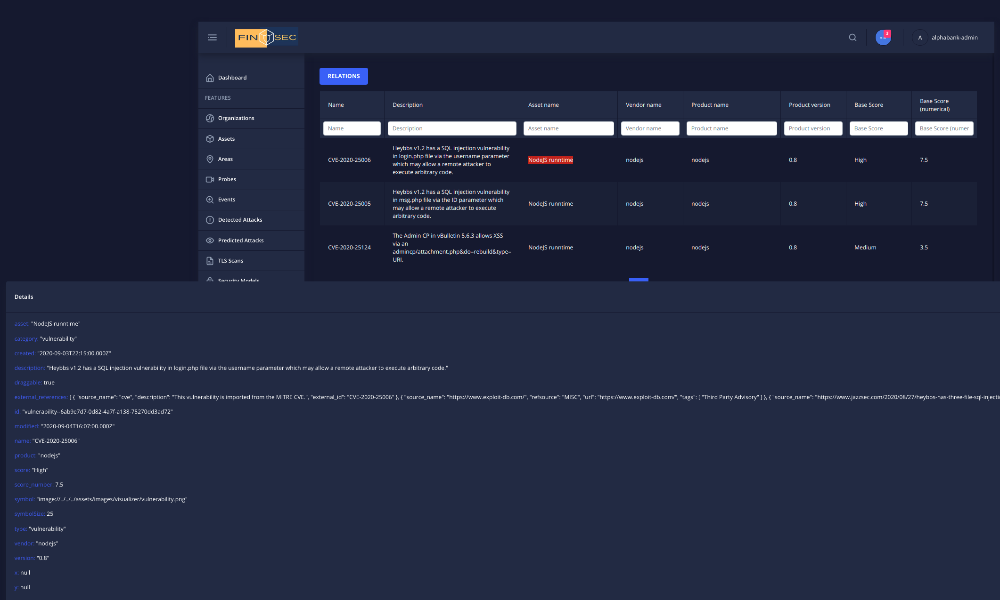 FINSEC
3
A
alphabank-admin
Dashboard
FEATURES
Organizations
Assets
Areas
Probes
Events
Detected Attacks
Predicted Attacks
TLS Scans
Security Models
RELATIONS
Name Description Asset name Vendor name Product name Product version Base Score Base Score (numerical)
Name Description Asset name Vendor name Product name Product version Base Score Base Score (numer
CVE-2020-25006
Heybbs v1.2 has a SQL injection vulnerability
in login.php file via the username parameter
which may allow a remote attacker to
execute arbitrary code.
NodeJS runntime nodejs nodejs 0.8 High 7.5
CVE-2020-25005
Heybbs v1.2 has a SQL injection vulnerability
in msg.php file via the ID parameter which
may allow a remote attacker to execute
arbitrary code.
NodeJS runntime nodejs nodejs 0.8 High 7.5
CVE-2020-25124
The Admin CP in vBulletin 5.6.3 allows XSS
via an
admincp/attachment.php&do=rebuild&type=
URI.
NodeJS runntime nodejs nodejs 0.8 Medium 3.5
Details
asset: "NodeJS runntime"
category: "vulnerability"
created: "2020-09-03T22:15:00.000Z"
description: "Heybbs v1.2 has a SQL injection vulnerability in login.php file via the username parameter which may allow a remote attacker to execute arbitrary code."
draggable: true
external_references: [ { "source_name": "cve", "description": "This vulnerability is imported from the MITRE CVE.", "external_id": "CVE-2020-25006" }, { "source_name": "https://www.exploit-db.com/", "refsource": "MISC", "url": "https://www.exploit-db.com/", "tags": [ "Third Party Advisory" ] }, { "source_name": "https://www.jazzsec.com/2020/08/27/heybbs-has-three-file-sql-injectio
id: "vulnerability--6ab9e7d7-0d82-4a7f-a138-75270dd3ad72"
modified: "2020-09-04T16:07:00.000Z"
name: "CVE-2020-25006"
product: "nodejs"
score: "High"
score_number: 7.5
symbol: "image://../../../assets/images/visualizer/vulnerability.png"
symbolSize: 25
type: "vulnerability"
vendor: "nodejs"
version: "0.8"
x: null
y: null